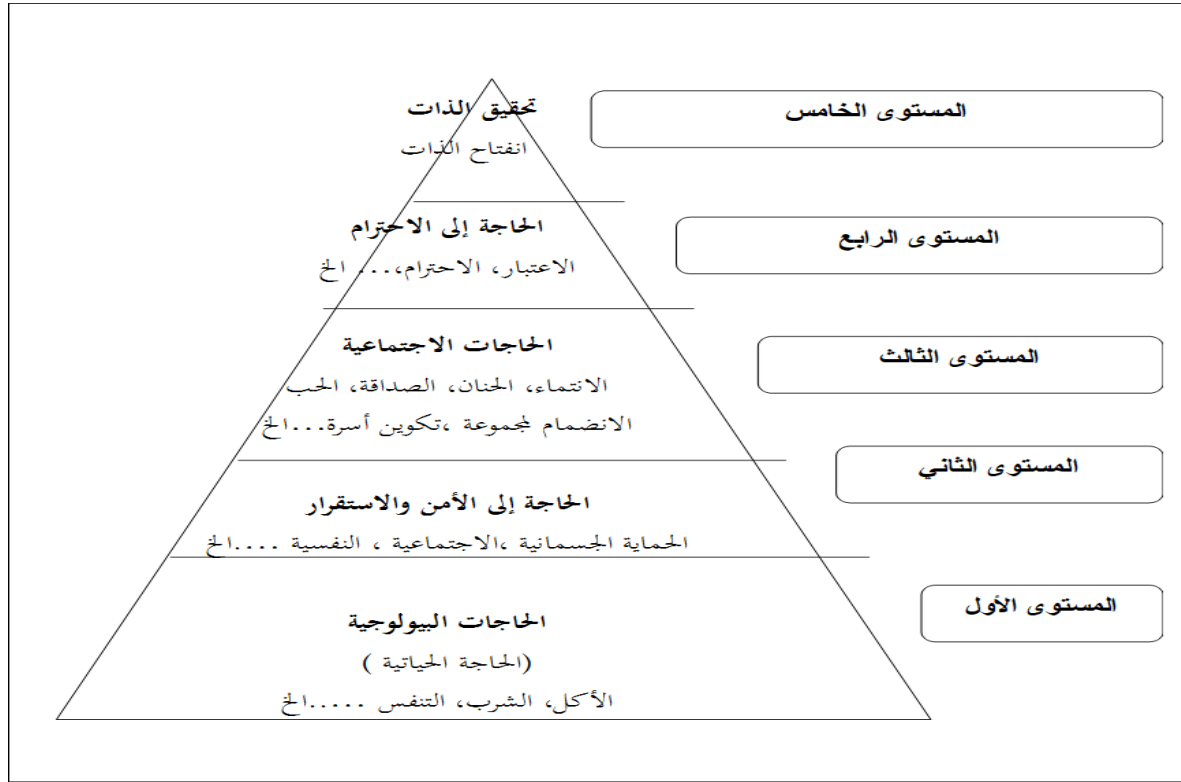 المستوى الخامس
تحقيق الذات
انفتاح الذات
المستوى الرابع
الحاجة إلى الاحترام
الاعتبار، الاحترام،... الخ
المستوى الثالث
الحاجات الاجتماعية
الانتماء، الحنان، الصداقة، الحب
الانضمام لمجموعة ،تكوين أسرة...الخ
المستوى الثاني
الحاجة إلى الأمن والاستقرار
الحماية الجسمانية ،الاجتماعية ، النفسية ....الخ
المستوى الأول
الحاجات البيولوجية
(الحاجة الحياتية )
الأكل، الشرب، التنفس .....الخ